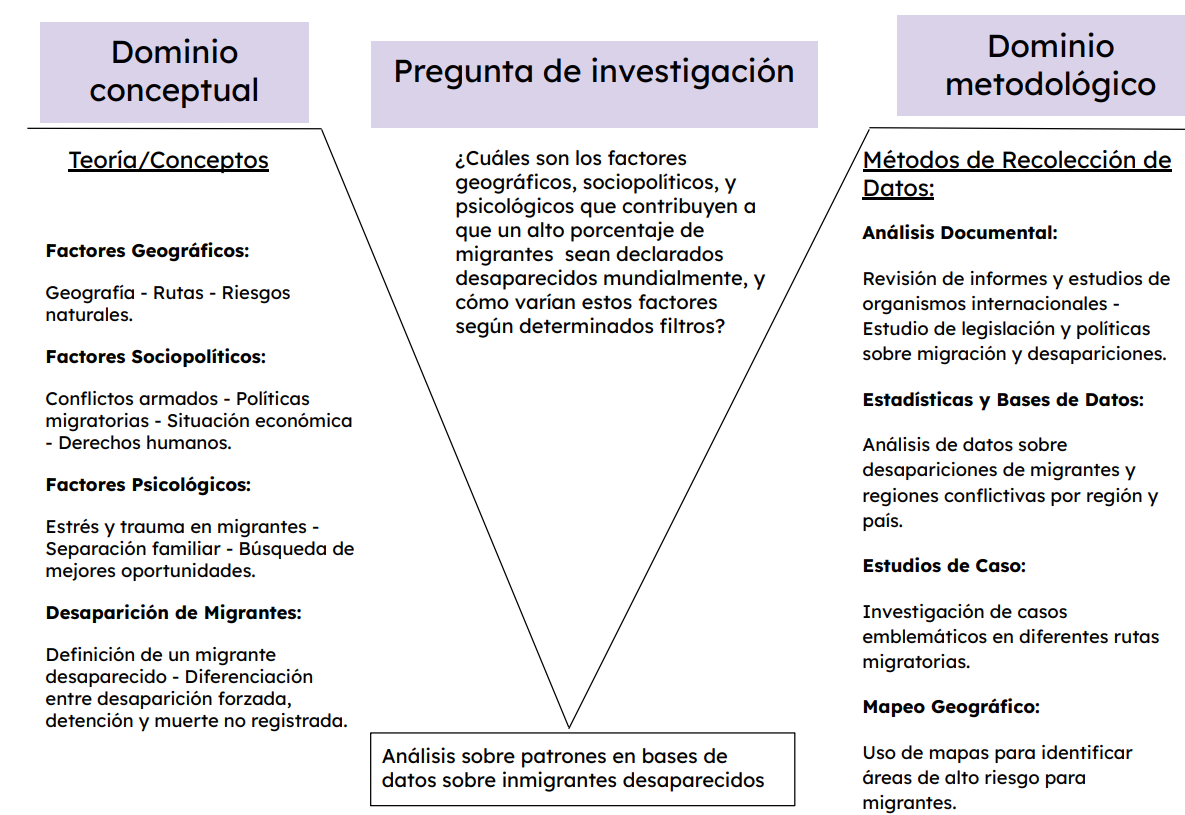 Dominio
conceptual
Pregunta de investigación
Dominio
metodológico
Teoría/Conceptos
Factores Geográficos:
Geografía - Rutas - Riesgos
naturales.
Factores Sociopolíticos:
Conflictos armados - Políticas
migratorias - Situación económica
- Derechos humanos.
Factores Psicológicos:
Estrés y trauma en migrantes -
Separación familiar - Búsqueda de
mejores oportunidades.
Desaparición de Migrantes:
Definición de un migrante
desaparecido - Diferenciación
entre desaparición forzada,
detención y muerte no registrada.
¿Cuáles son los factores
geográficos, sociopolíticos, y
psicológicos que contribuyen a
que un alto porcentaje de
migrantes  sean declarados
desaparecidos mundialmente, y
cómo varían estos factores
según determinados filtros?
Métodos de Recolección de
Datos:
Análisis Documental:
Revisión de informes y estudios de
organismos internacionales -
Estudio de legislación y políticas
sobre migración y desapariciones.
Estadísticas y Bases de Datos:
Análisis de datos sobre
desapariciones de migrantes y
regiones conflictivas por región y
país.
Estudios de Caso:
Investigación de casos
emblemáticos en diferentes rutas
migratorias.
Mapeo Geográfico:
Uso de mapas para identificar
áreas de alto riesgo para
migrantes.
Análisis sobre patrones en bases de
datos sobre inmigrantes desaparecidos